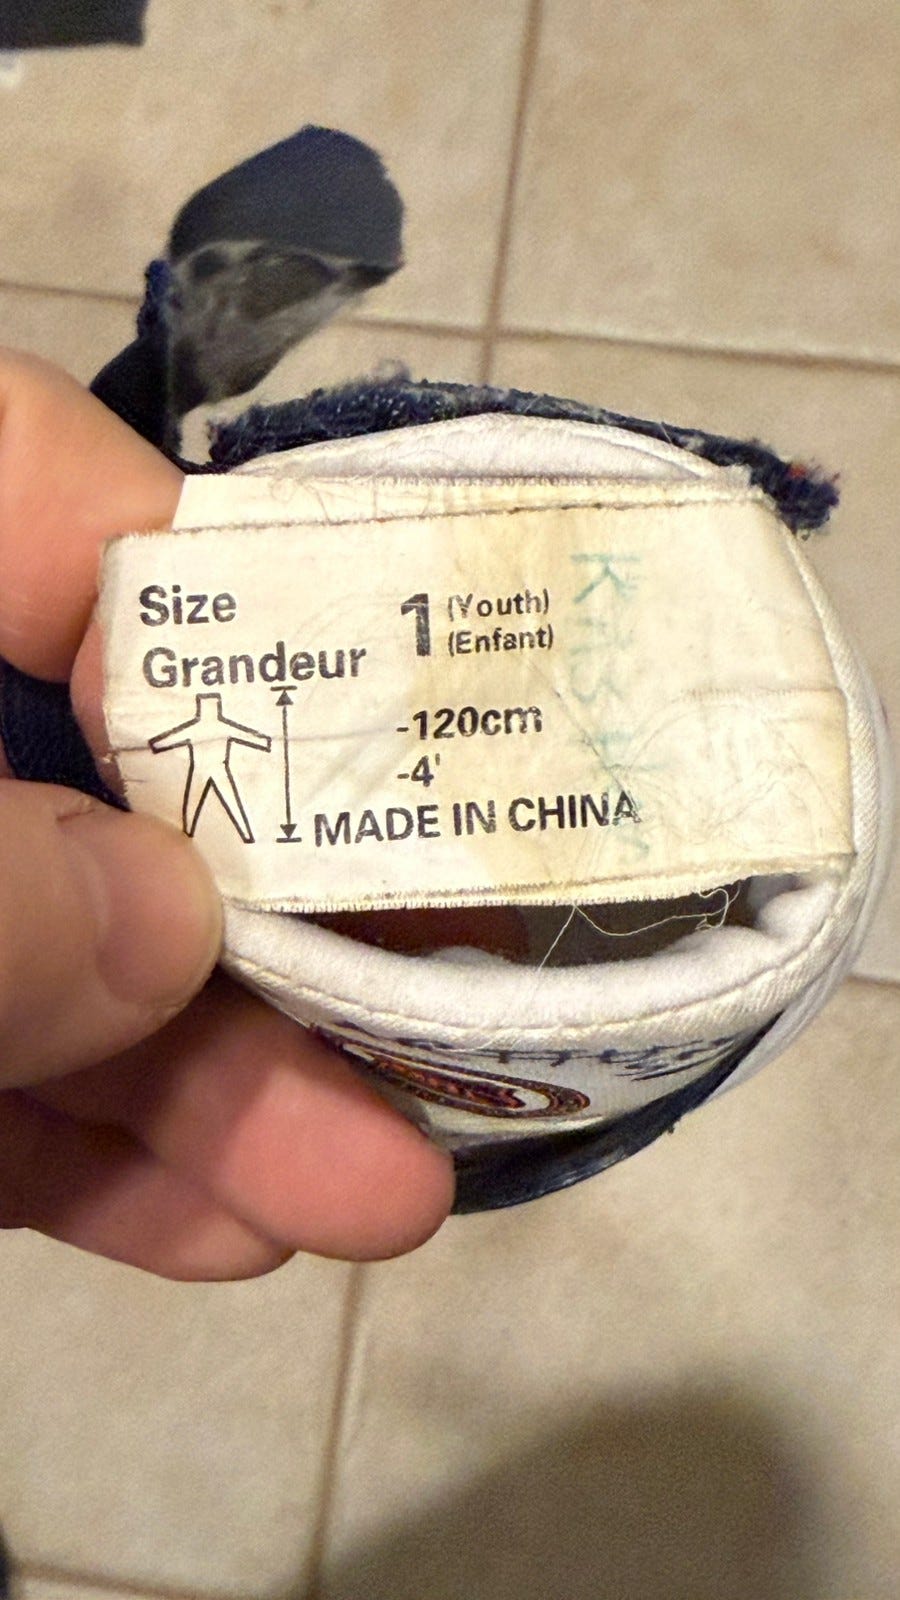 Size
Grandeur
1 (Youth)
(Enfant)
-120cm
-4'
MADE IN CHINA